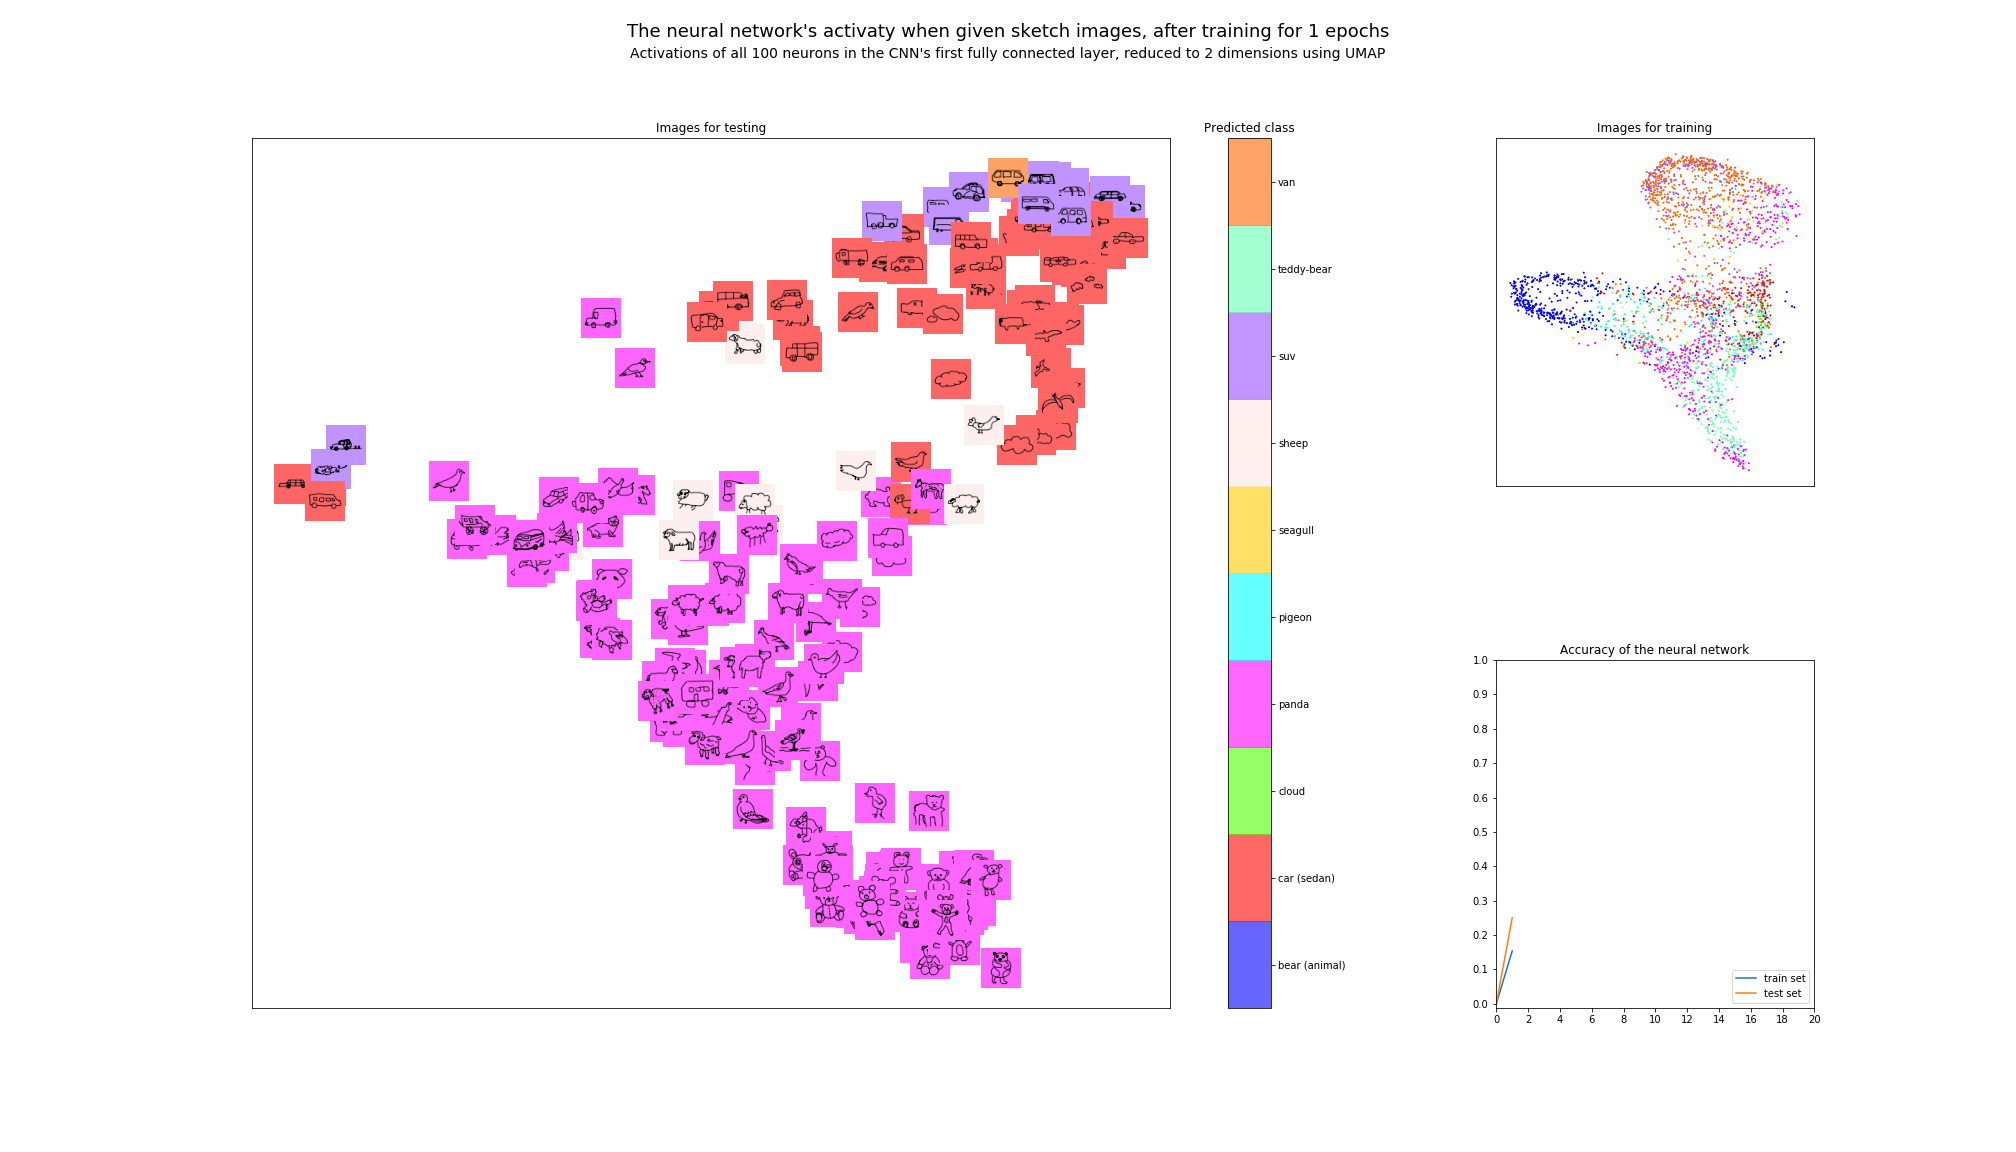 The neural network's activaty when given sketch images, after training for 1 epochs
Activations of all 100 neurons in the CNN's first fully connected layer, reduced to 2 dimensions using UMAP
Images for testing
Predicted class
van
teddy-bear
suv
sheep
seagull
pigeon
panda
cloud
car (sedan)
bear (animal)
Images for training
Accuracy of the neural network
1.0
0.9
0.8
0.7
0.6
0.5
0.4
0.3
0.2
0.1
0.0
train set
test set
0 2 4 6 8 10 12 14 16 18 20